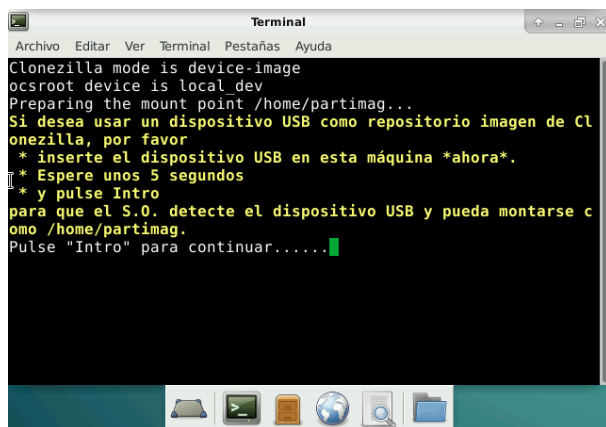 Terminal
Archivo Editar Ver Terminal Pestañas Ayuda
Clonezilla mode is device-image
ocsroot device is local_dev
Preparing the mount point /home/partimag...
Si desea usar un dispositivo USB como repositorio imagen de Cl
onezilla, por favor
* inserte el dispositivo USB en esta máquina *ahora*.
* Espere unos 5 segundos
* y pulse Intro
para que el S.O. detecte el dispositivo USB y pueda montarse c
omo /home/partimag.
Pulse "Intro" para continuar......